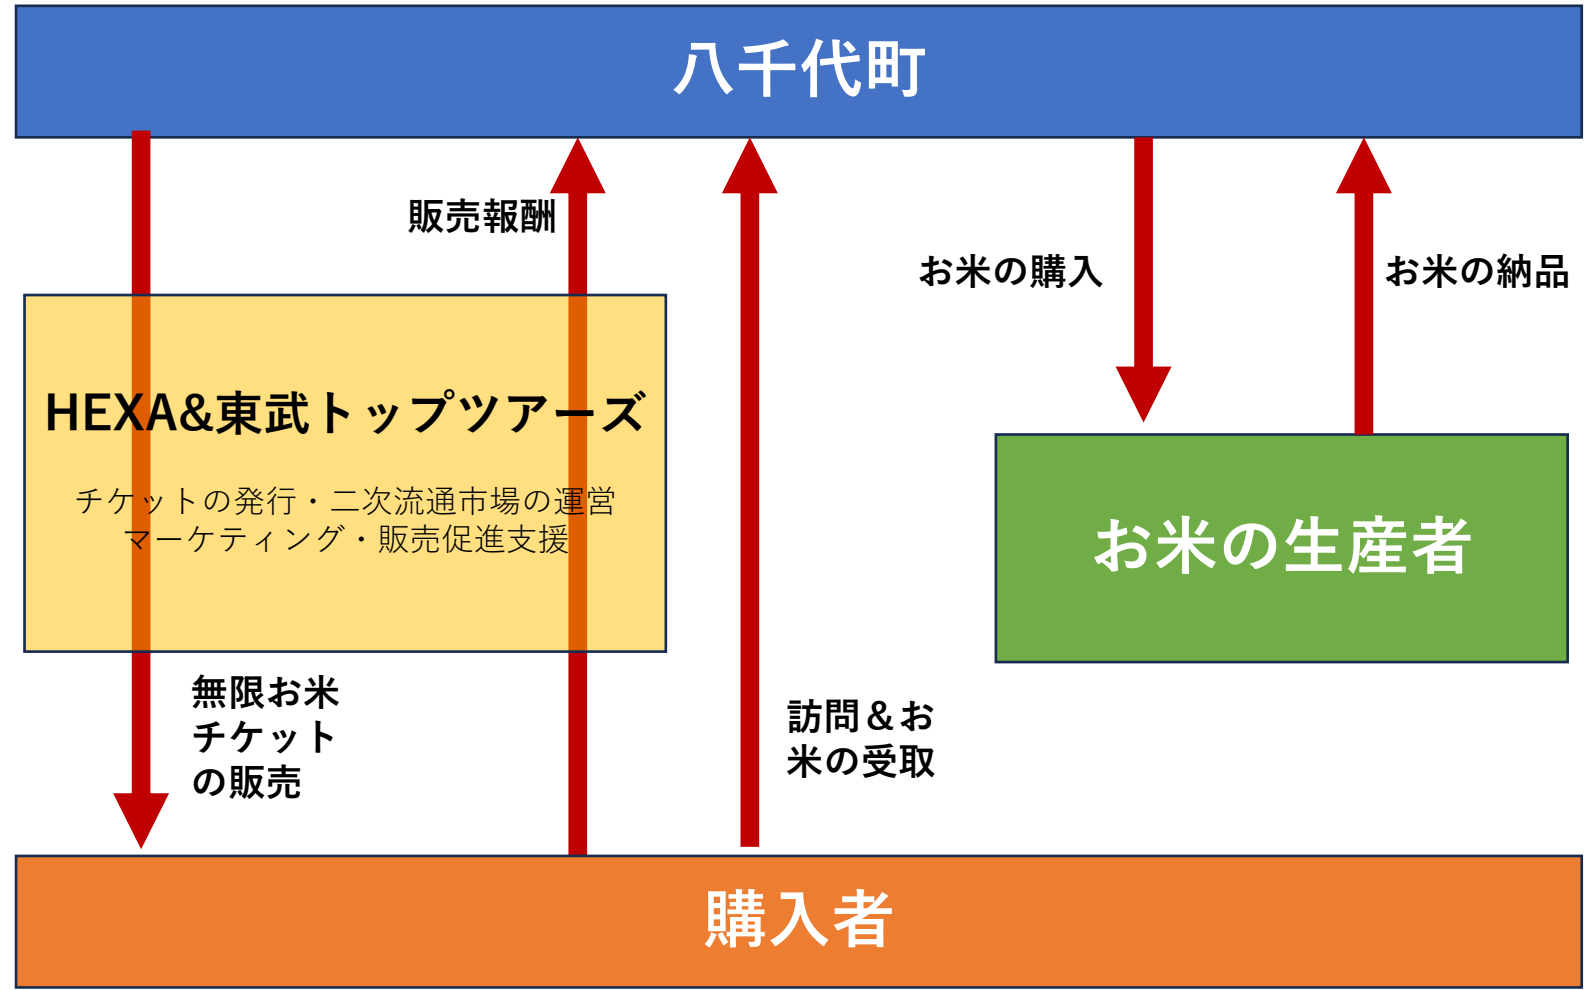 八千代町
販売報酬
お米の購入
お米の納品
HEXA&東武トップツアーズ
チケットの発行・二次流通市場の運営
マーケティング・販売促進支援
お米の生産者
無限お米
チケット
の販売
訪問＆お
米の受取
購入者